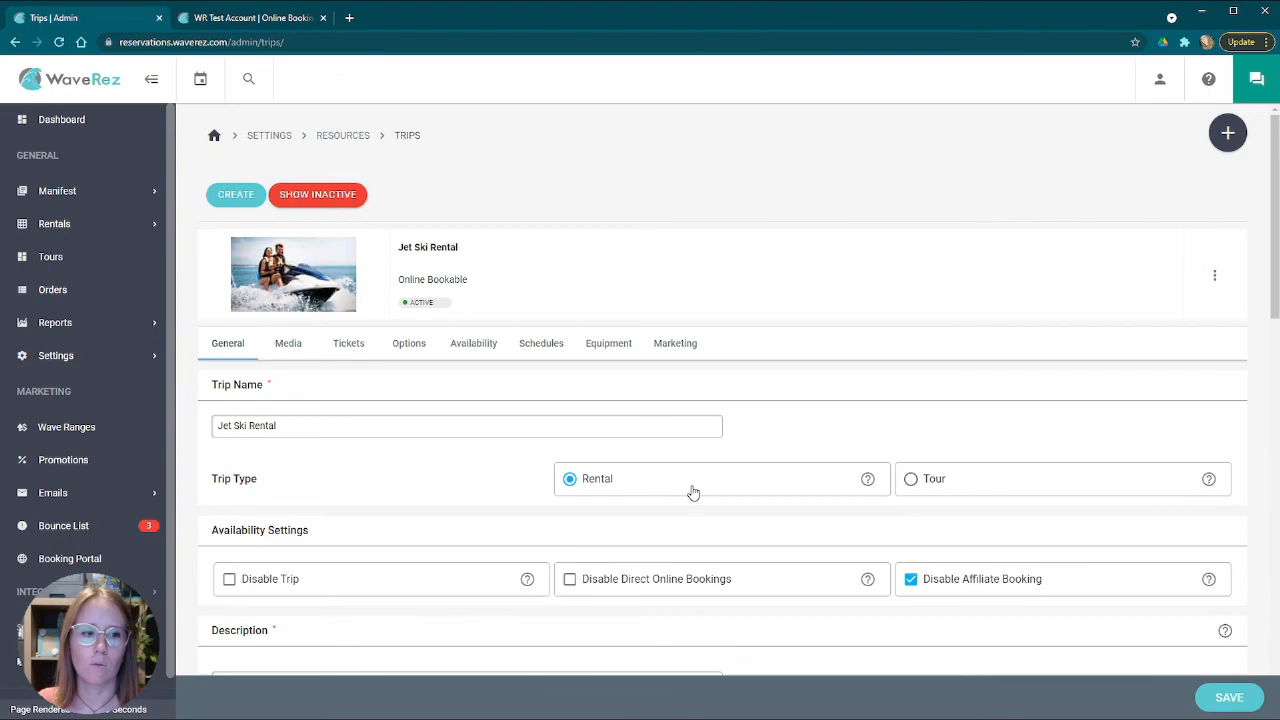 Trips | Admin
WR Test Account | Online Bookin
reservations.waverez.com/admin/trips/
Update
WaveRez
Dashboard
GENERAL
Manifest
Rentals
Tours
Orders
Reports
Settings
MARKETING
Wave Ranges
Promotions
Emails
Bounce List 3
Booking Portal
INTEG
Page Rendere
Seconds
SETTINGS > RESOURCES > TRIPS
CREATE
SHOW INACTIVE
Jet Ski Rental
Online Bookable
ACTIVE
General Media Tickets Options Availability Schedules Equipment Marketing
Trip Name *
Jet Ski Rental
Trip Type
Rental
Tour
Availability Settings
Disable Trip
Disable Direct Online Bookings
Disable Affiliate Booking
Description *
SAVE